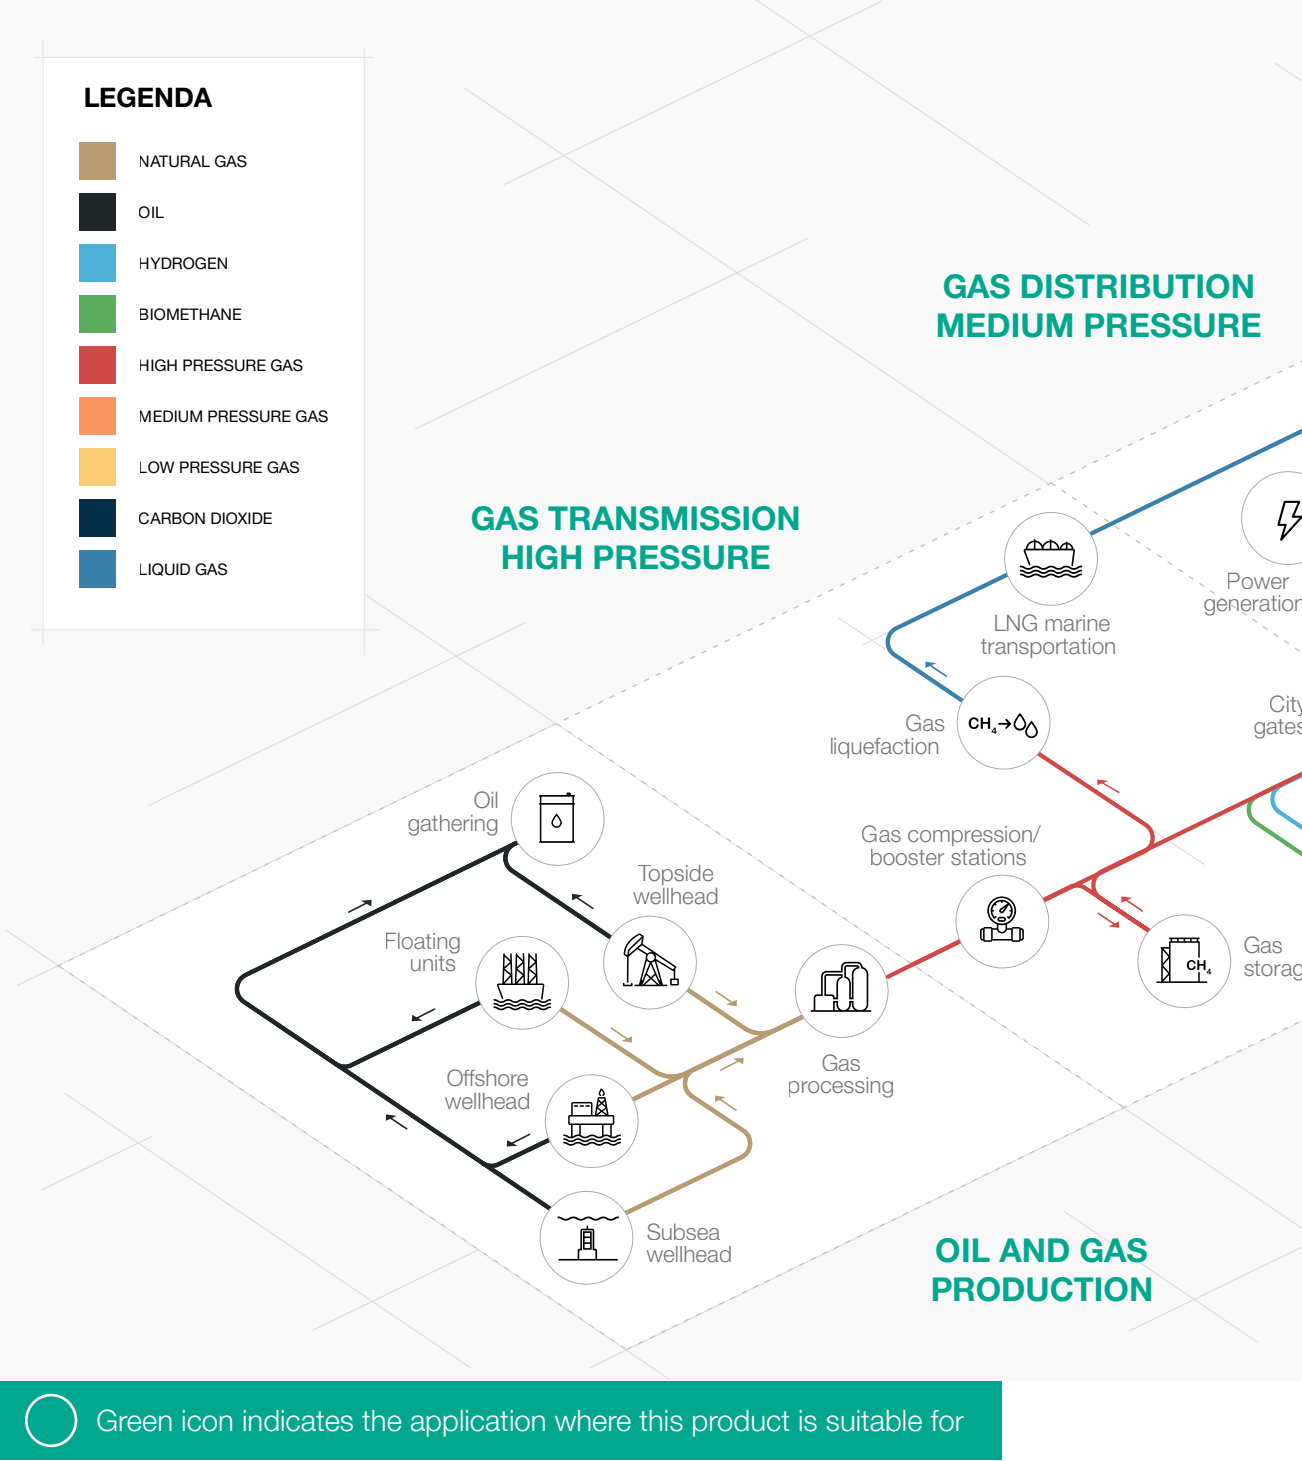 LEGENDA
NATURAL GAS
OIL
HYDROGEN
BIOMETHANE
HIGH PRESSURE GAS
MEDIUM PRESSURE GAS
LOW PRESSURE GAS
CARBON DIOXIDE
LIQUID GAS
GAS DISTRIBUTION
MEDIUM PRESSURE
GAS TRANSMISSION
HIGH PRESSURE
Power
generation
LNG marine
transportation
City
gates
Gas
liquefaction
CH₄
Oil
gathering
Gas compression/
booster stations
Topside
wellhead
Floating
units
Gas
storag
CH₄
Gas
processing
Offshore
wellhead
Subsea
wellhead
OIL AND GAS
PRODUCTION
Green icon indicates the application where this product is suitable for